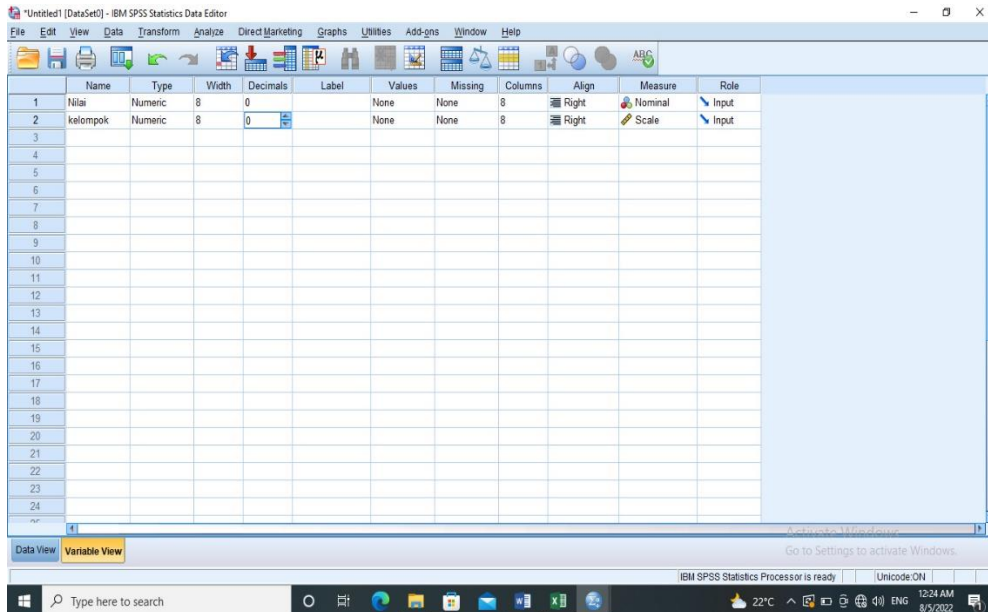 *Untitled1 [DataSet0] - IBM SPSS Statistics Data Editor
File Edit View Data Transform Analyze Direct Marketing Graphs Utilities Add-ons Window Help
Name Type Width Decimals Label Values Missing Columns Align Measure Role
1 Nilai Numeric 8 0 None None 8 Right Nominal Input
2 kelompok Numeric 8 0 None None 8 Right Scale Input
3
4
5
6
7
8
9
10
11
12
13
14
15
16
17
18
19
20
21
22
23
24
Activate Windows
Data View Variable View Go to Settings to activate Windows.
IBM SPSS Statistics Processor is ready Unicode:ON
Type here to search 22°C ENG 12:24 AM
8/5/2022